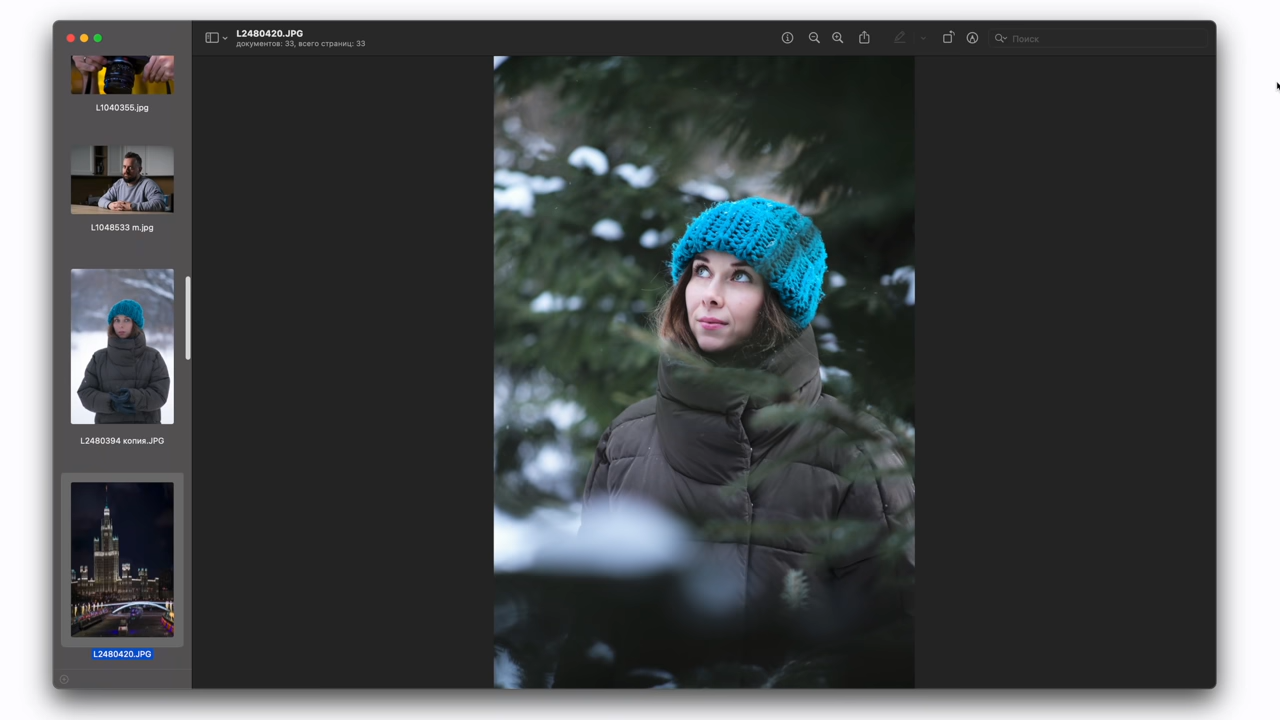 L2480420.JPG
документов: 33, всего страниц: 33
Поиск
L1040355.jpg
L1048533 m.jpg
L2480394 копия.JPG
L2480420.JPG